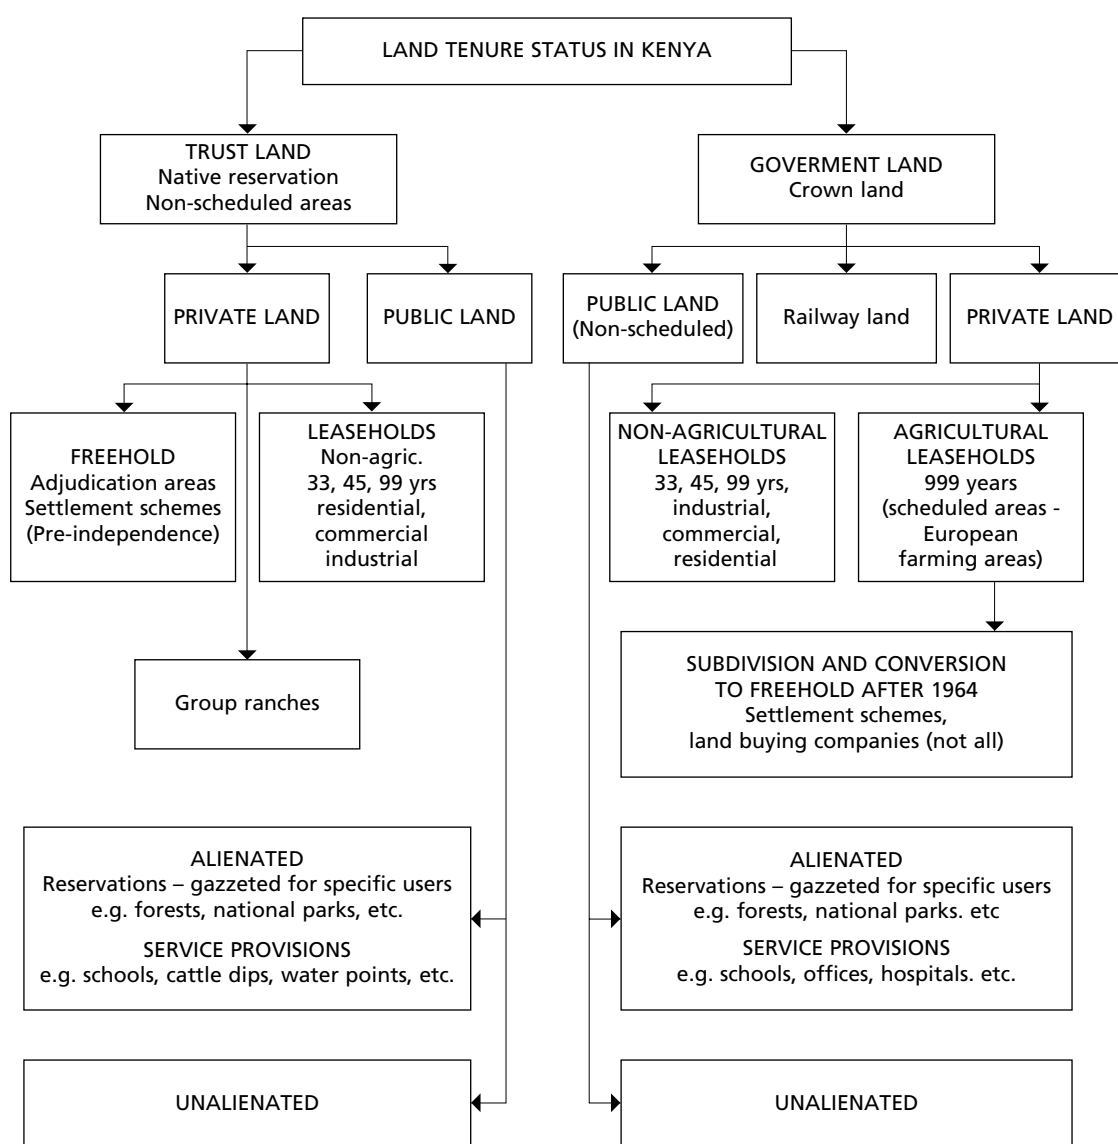 LAND TENURE STATUS IN KENYA
TRUST LAND
Native reservation
Non-scheduled areas
GOVERMENT LAND
Crown land
PRIVATE LAND
PUBLIC LAND
PUBLIC LAND
(Non-scheduled)
Railway land
PRIVATE LAND
FREEHOLD
Adjudication areas
Settlement schemes
(Pre-independence)
LEASEHOLDS
Non-agric.
33, 45, 99 yrs
residential,
commercial
industrial
NON-AGRICULTURAL
LEASEHOLDS
33, 45, 99 yrs,
industrial,
commercial,
residential
AGRICULTURAL
LEASEHOLDS
999 years
(scheduled areas -
European
farming areas)
Group ranches
SUBDIVISION AND CONVERSION
TO FREEHOLD AFTER 1964
Settlement schemes,
land buying companies (not all)
ALIENATED
Reservations – gazzeted for specific users
e.g. forests, national parks, etc.
SERVICE PROVISIONS
e.g. schools, cattle dips, water points, etc.
ALIENATED
Reservations – gazzeted for specific users
e.g. forests, national parks. etc
SERVICE PROVISIONS
e.g. schools, offices, hospitals. etc.
UNALIENATED
UNALIENATED